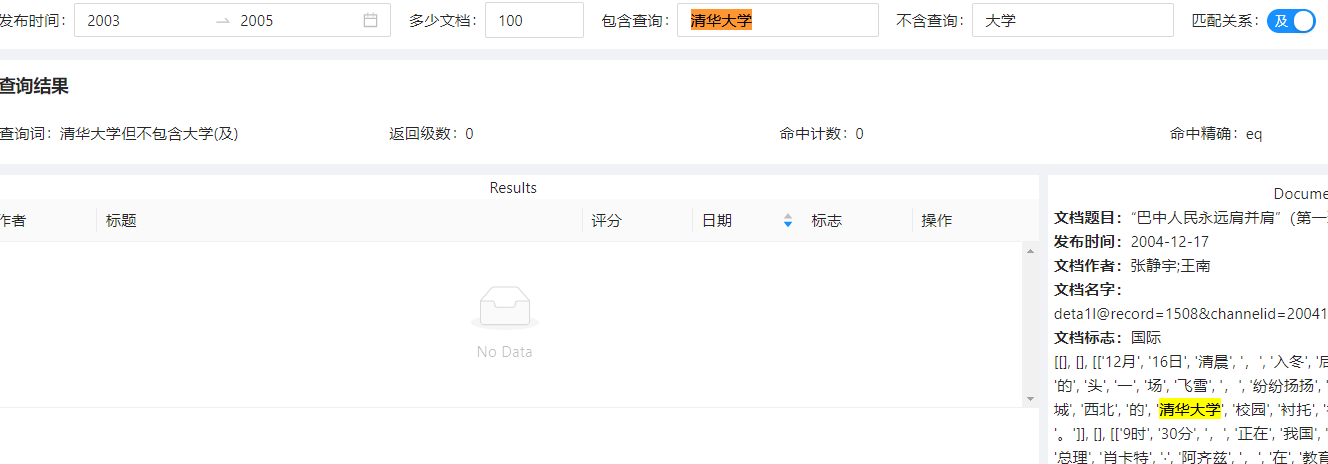 发布时间： 2003 → 2005 多少文档： 100 包含查询： 清华大学 不含查询： 大学 匹配关系： 及
查询结果
查询词：清华大学但不包含大学(及) 返回级数：0 命中计数：0 命中精确：eq
Results
作者 标题 评分 日期 标志 操作
No Data
Docume
文档题目：“巴中人民永远肩并肩”(第一
发布时间：2004-12-17
文档作者：张静宇;王南
文档名字：
deta1l@record=1508&channelid=20041
文档标志：国际
[[], [], [['12月', '16日', '清晨', '，', '入冬', '后
'的', '头', '一', '场', '飞雪', '，', '纷纷扬扬', '
城', '西北', '的', '清华大学', '校园', '衬托', '
'。']], [], [['9时', '30分', '，', '正在', '我国', '
'总理', '肖卡特', '·', '阿齐兹', '，', '在', '教育